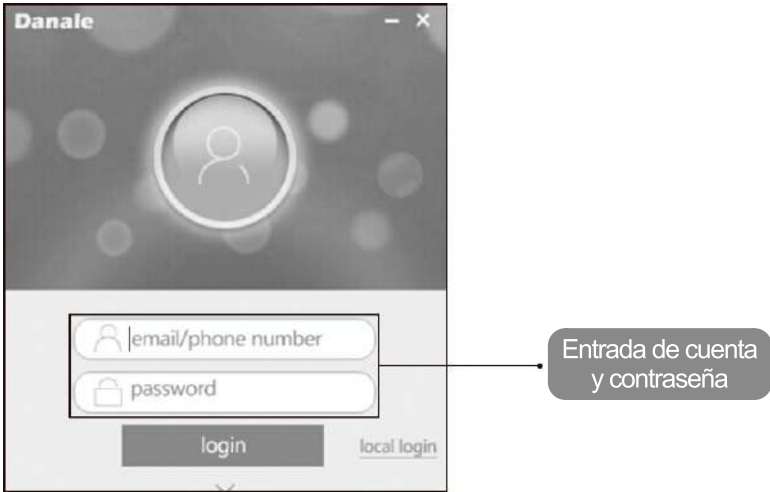 Danale
email/phone number
password
login
local login
Entrada de cuenta
y contraseña